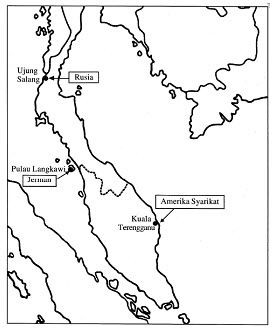 Ujung
Salang
Rusia
Pulau Langkawi
Jerman
Amerika Syarikat
Kuala
Terengganu